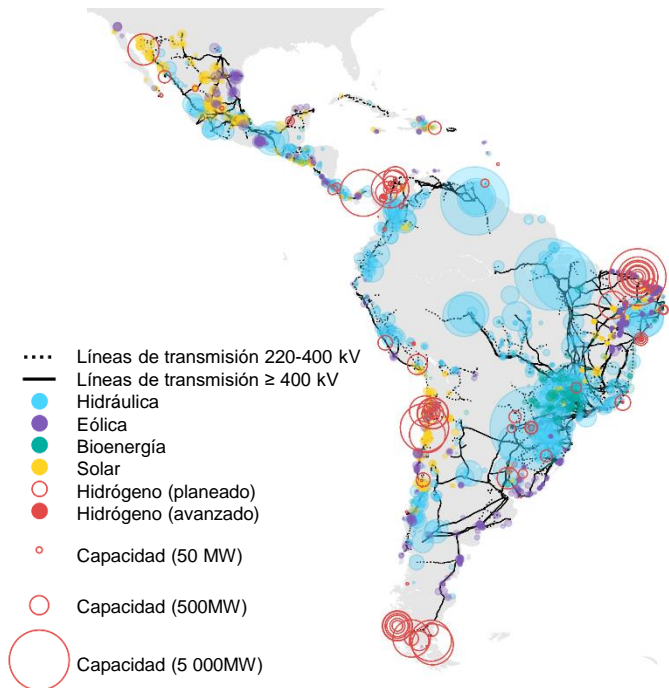 Líneas de transmisión 220-400 kV
Líneas de transmisión ≥ 400 kV
Hidráulica
Eólica
Bioenergía
Solar
Hidrógeno (planeado)
Hidrógeno (avanzado)
Capacidad (50 MW)
Capacidad (500MW)
Capacidad (5 000MW)